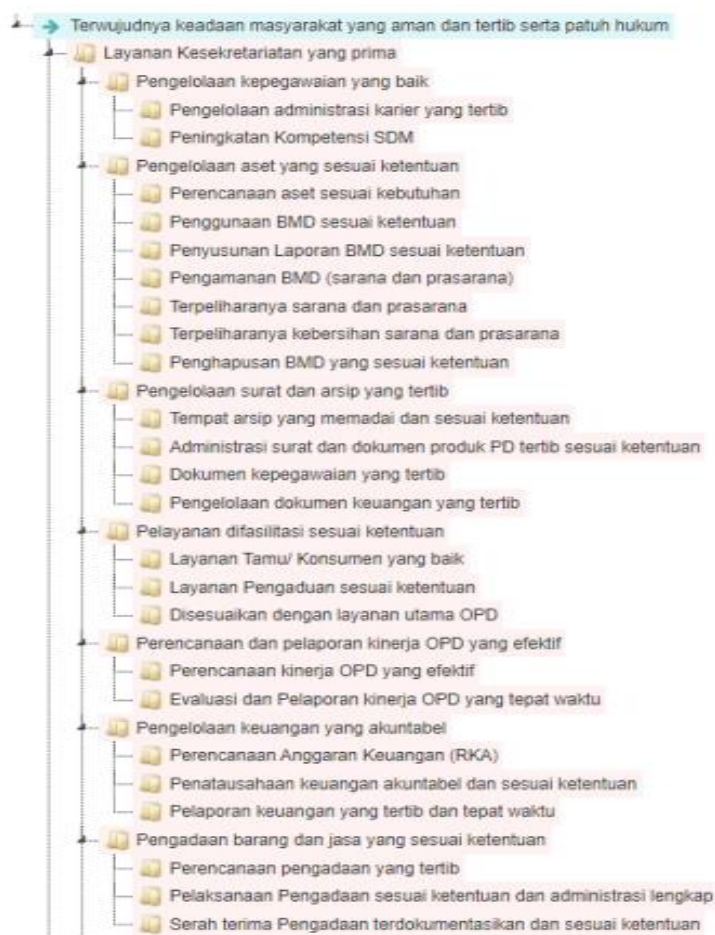 Terwujudnya keadaan masyarakat yang aman dan tertib serta patuh hukum
Layanan Kesekretariatan yang prima
Pengelolaan kepegawaian yang baik
Pengelolaan administrasi karier yang tertib
Peningkatan Kompetensi SDM
Pengelolaan aset yang sesuai ketentuan
Perencanaan aset sesuai kebutuhan
Penggunaan BMD sesuai ketentuan
Penyusunan Laporan BMD sesuai ketentuan
Pengamanan BMD (sarana dan prasarana)
Terpeliharanya sarana dan prasarana
Terpeliharanya kebersihan sarana dan prasarana
Penghapusan BMD yang sesuai ketentuan
Pengelolaan surat dan arsip yang tertib
Tempat arsip yang memadai dan sesuai ketentuan
Administrasi surat dan dokumen produk PD tertib sesuai ketentuan
Dokumen kepegawaian yang tertib
Pengelolaan dokumen keuangan yang tertib
Pelayanan difasilitasi sesuai ketentuan
Layanan Tamu/ Konsumen yang baik
Layanan Pengaduan sesuai ketentuan
Disesuaikan dengan layanan utama OPD
Perencanaan dan pelaporan kinerja OPD yang efektif
Perencanaan kinerja OPD yang efektif
Evaluasi dan Pelaporan kinerja OPD yang tepat waktu
Pengelolaan keuangan yang akuntabel
Perencanaan Anggaran Keuangan (RKA)
Penatausahaan keuangan akuntabel dan sesuai ketentuan
Pelaporan keuangan yang tertib dan tepat waktu
Pengadaan barang dan jasa yang sesuai ketentuan
Perencanaan pengadaan yang tertib
Pelaksanaan Pengadaan sesuai ketentuan dan administrasi lengkap
Serah terima Pengadaan terdokumentasikan dan sesuai ketentuan